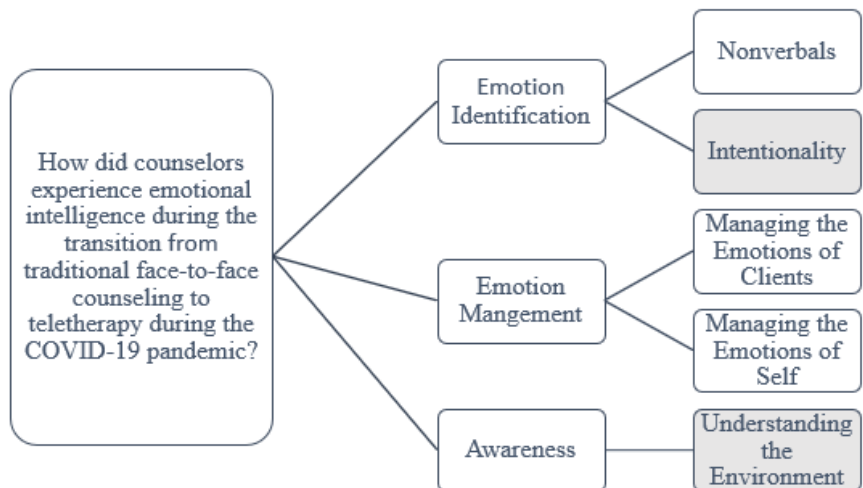 How did counselors
experience emotional
intelligence during the
transition from
traditional face-to-face
counseling to
teletherapy during the
COVID-19 pandemic?
Emotion
Identification
Nonverbals
Intentionality
Emotion
Mangement
Managing the
Emotions of
Clients
Managing the
Emotions of
Self
Awareness
Understanding
the
Environment